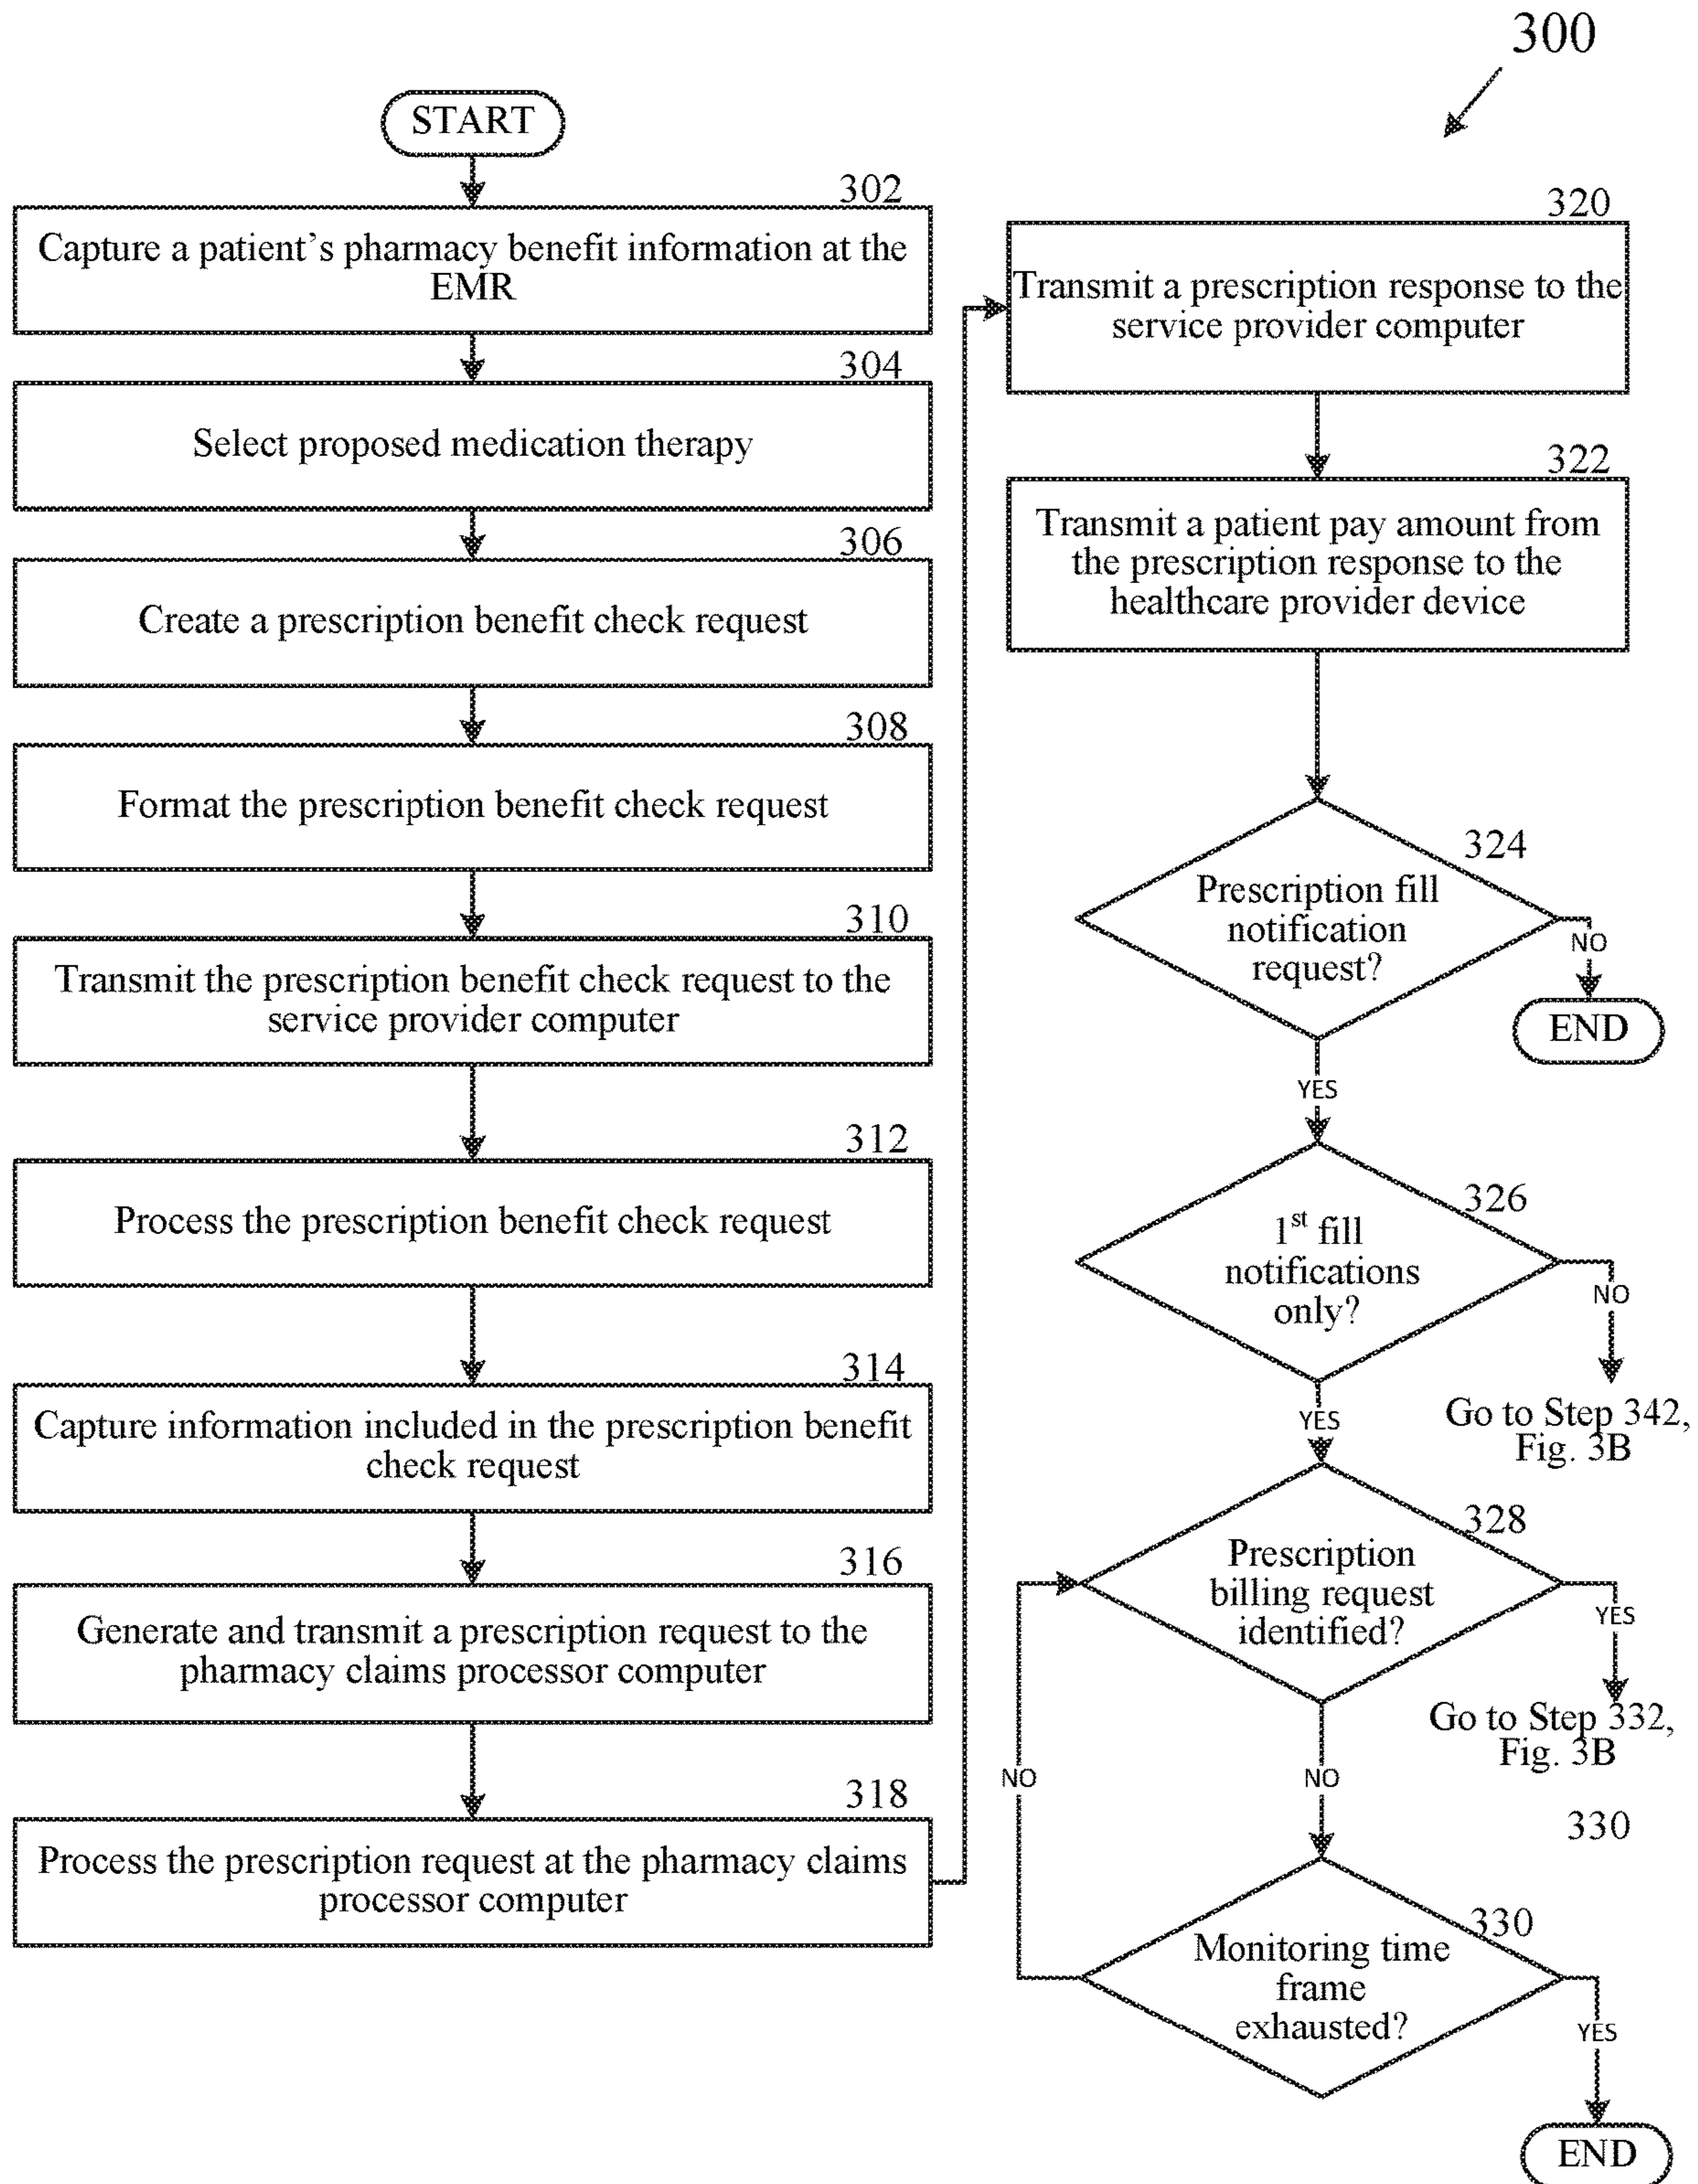 300
START
302
Capture a patient's pharmacy benefit information at the
EMR
304
Select proposed medication therapy
306
Create a prescription benefit check request
308
Format the prescription benefit check request
310
Transmit the prescription benefit check request to the
service provider computer
312
Process the prescription benefit check request
314
Capture information included in the prescription benefit
check request
316
Generate and transmit a prescription request to the
pharmacy claims processor computer
318
Process the prescription request at the pharmacy claims
processor computer
320
Transmit a prescription response to the
service provider computer
322
Transmit a patient pay amount from
the prescription response to the
healthcare provider device
324
Prescription fill
notification
request?
NO
END
YES
326
1st fill
notifications
only?
NO
Go to Step 342,
Fig. 3B
YES
328
Prescription
billing request
identified?
YES
Go to Step 332,
Fig. 3B
NO
NO
330
330
Monitoring time
frame
exhausted?
YES
END